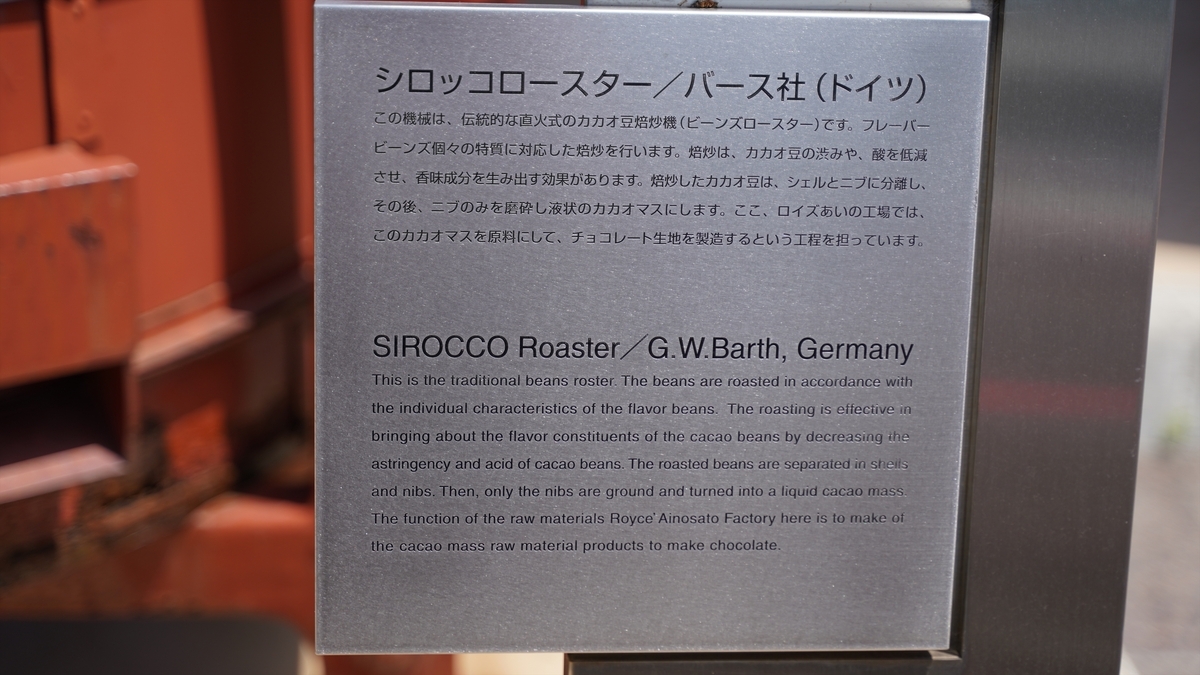 シロッコロースター／バース社（ドイツ）
この機械は、伝統的な直火式のカカオ豆焙炒機（ビーンズロースター）です。フレーバー
ビーンズ個々の特質に対応した焙炒を行います。焙炒は、カカオ豆の渋みや、酸を低減
させ、香味成分を生み出す効果があります。焙炒したカカオ豆は、シェルとニブに分離し、
その後、ニブのみを磨砕し液状のカカオマスにします。ここ、ロイズあいの工場では、
このカカオマスを原料にして、チョコレート生地を製造するという工程を担っています。
SIROCCO Roaster／G.W.Barth, Germany
This is the traditional beans roster. The beans are roasted in accordance with
the individual characteristics of the flavor beans. The roasting is effective in
bringing about the flavor constituents of the cacao beans by decreasing the
astringency and acid of cacao beans. The roasted beans are separated in shells
and nibs. Then, only the nibs are ground and turned into a liquid cacao mass.
The function of the raw materials Royce' Ainosato Factory here is to make of
the cacao mass raw material products to make chocolate.